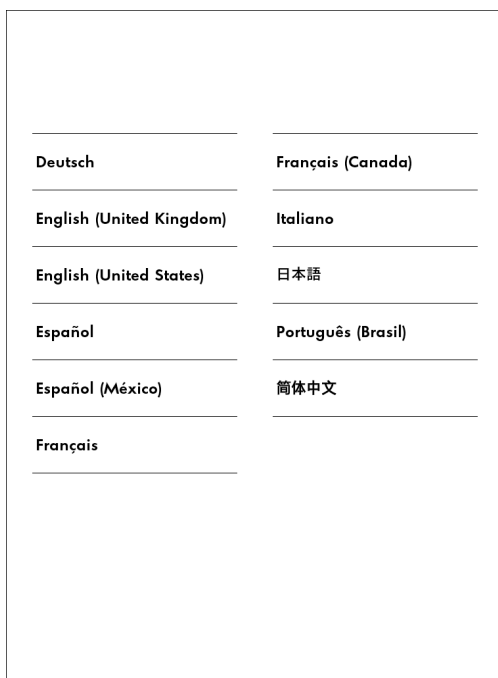 Deutsch
English (United Kingdom)
English (United States)
Español
Español (México)
Français
Français (Canada)
Italiano
日本語
Português (Brasil)
简体中文